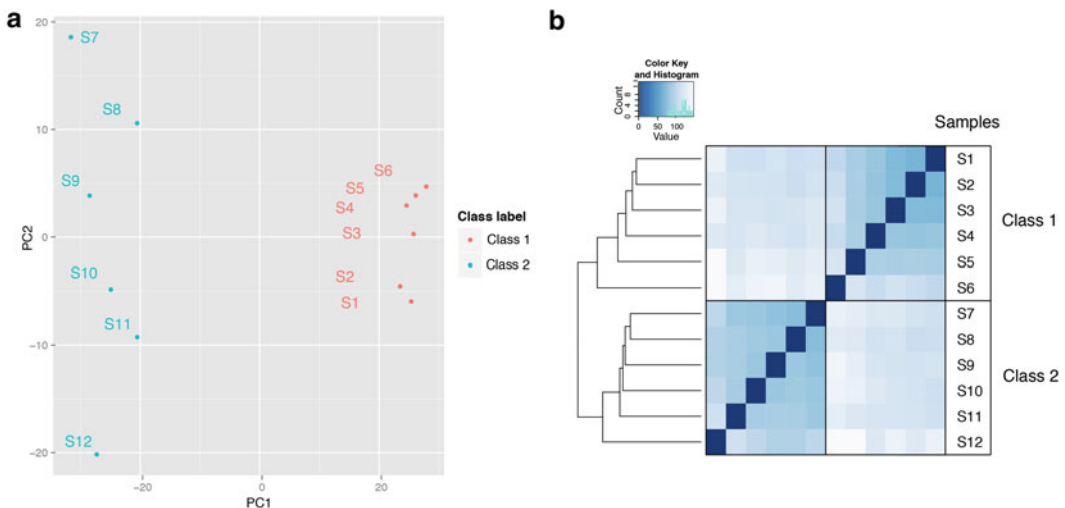 a
20
10
0
−10
−20
PC2
S7
S8
S9
S10
S11
S12
S6
S5
S4
S3
S2
S1
−20
0
20
PC1
Class label
Class 1
Class 2
b
Color Key
and Histogram
Count
0 4 8
0 50 100
Value
Samples
S1
S2
S3
S4
S5
S6
S7
S8
S9
S10
S11
S12
Class 1
Class 2